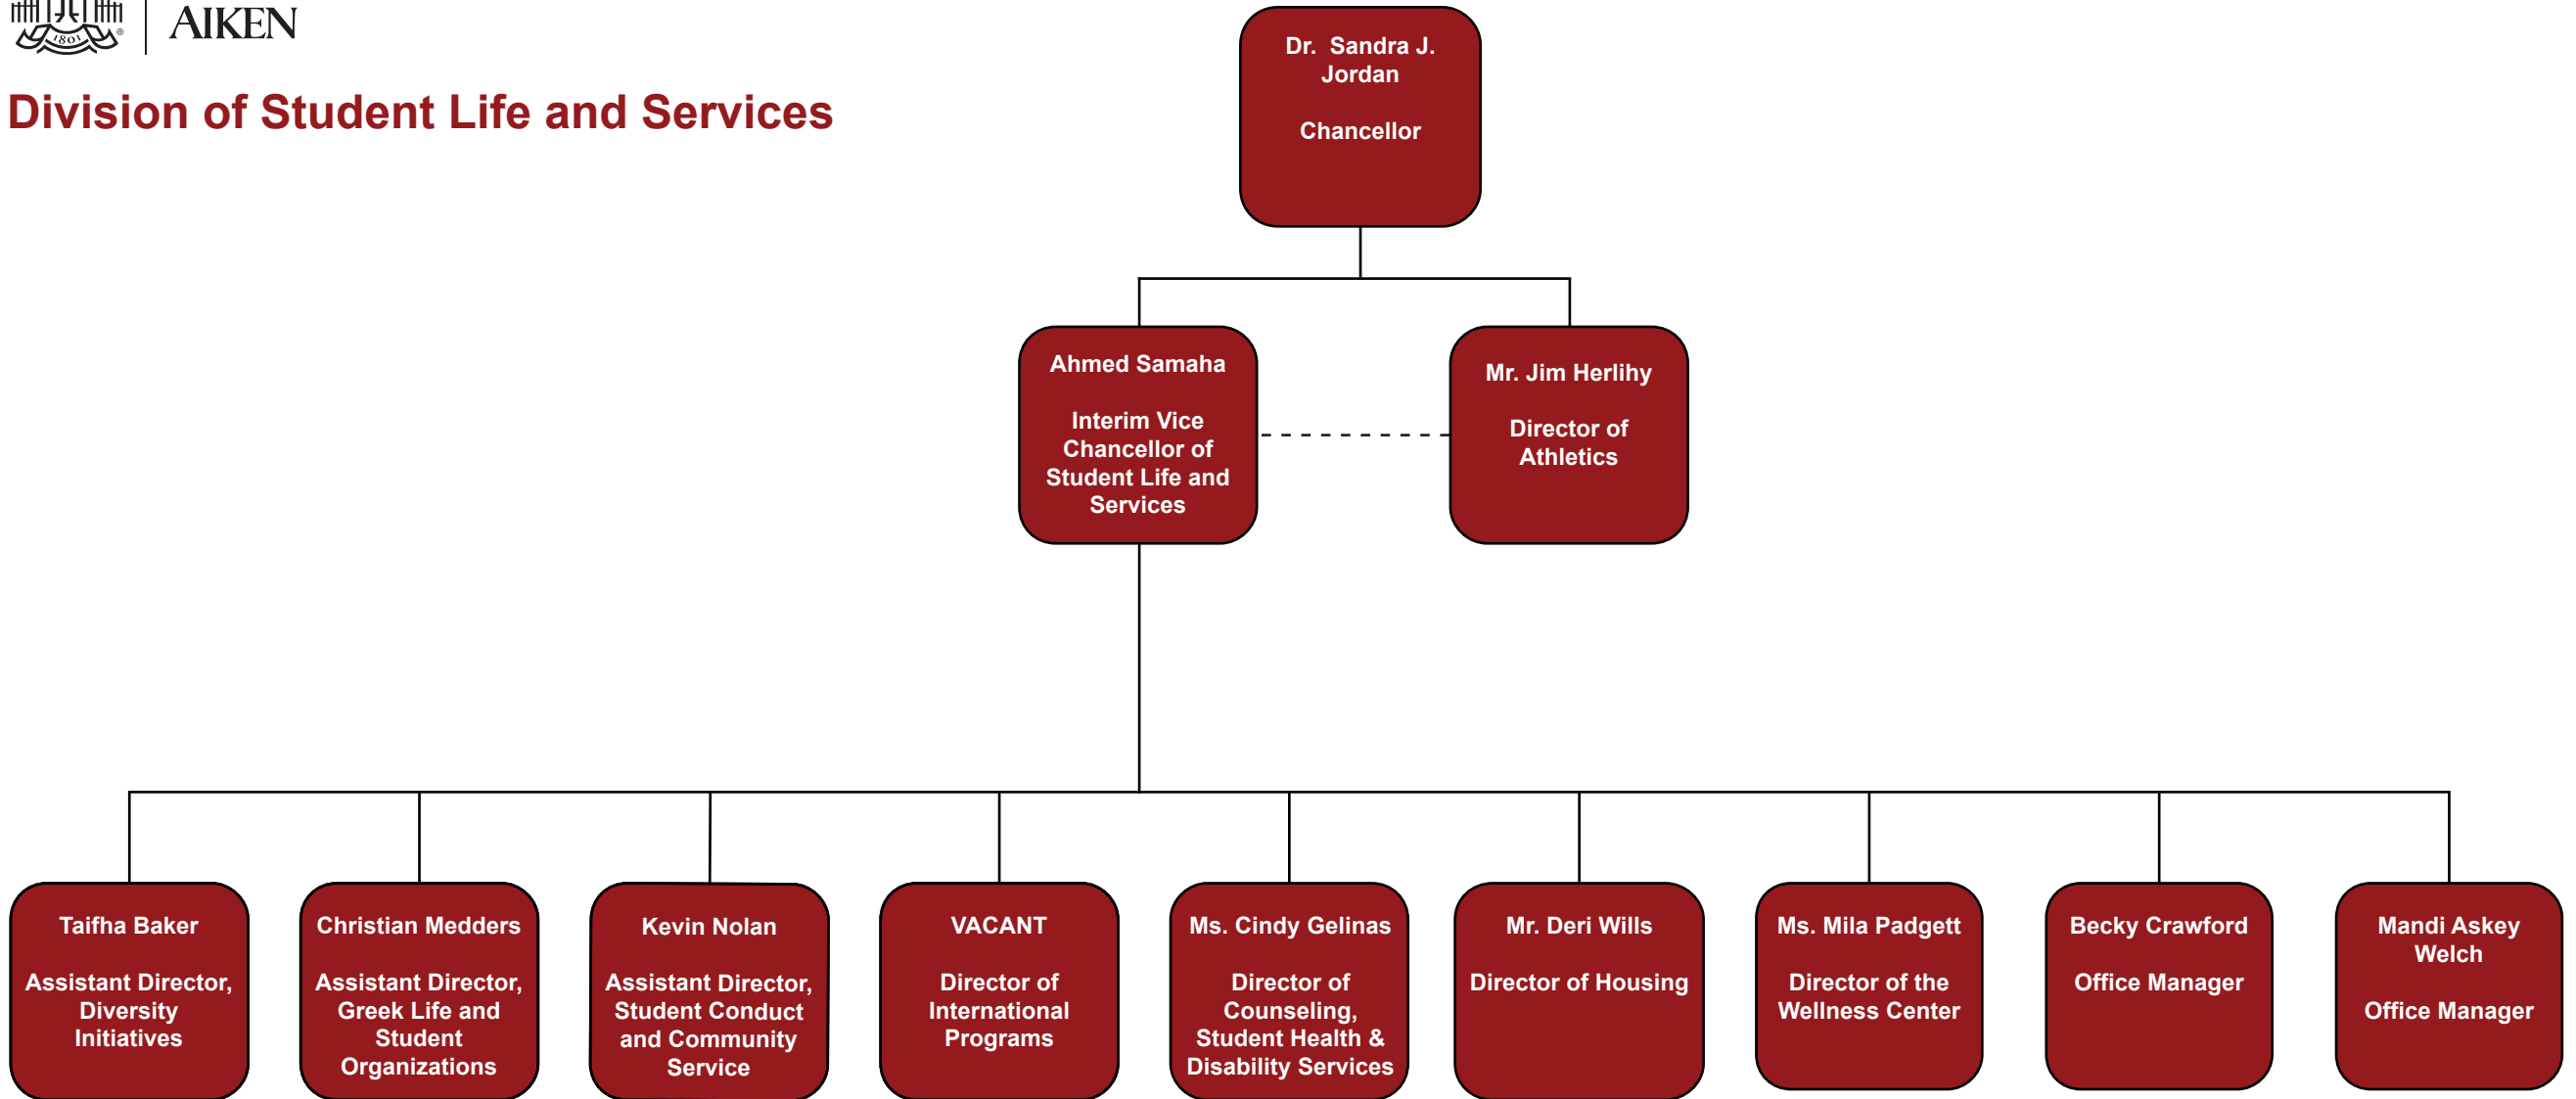 1801
®
AIKEN
Division of Student Life and Services
Dr. Sandra J.
Jordan
Chancellor
Ahmed Samaha
Interim Vice
Chancellor of
Student Life and
Services
Mr. Jim Herlihy
Director of
Athletics
Taifha Baker
Assistant Director,
Diversity
Initiatives
Christian Medders
Assistant Director,
Greek Life and
Student
Organizations
Kevin Nolan
Assistant Director,
Student Conduct
and Community
Service
VACANT
Director of
International
Programs
Ms. Cindy Gelinas
Director of
Counseling,
Student Health &
Disability Services
Mr. Deri Wills
Director of Housing
Ms. Mila Padgett
Director of the
Wellness Center
Becky Crawford
Office Manager
Mandi Askey
Welch
Office Manager